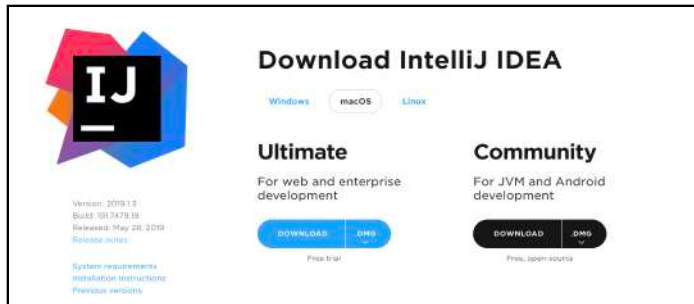 IJ
Download IntelliJ IDEA
Windows macOS Linux
Ultimate
For web and enterprise
development
DOWNLOAD .DMG
Free trial
Community
For JVM and Android
development
DOWNLOAD .DMG
Free, open-source
Version: 2019.1.3
Build: 191.7479.19
Released: May 28, 2019
Release notes
System requirements
Installation Instructions
Previous versions